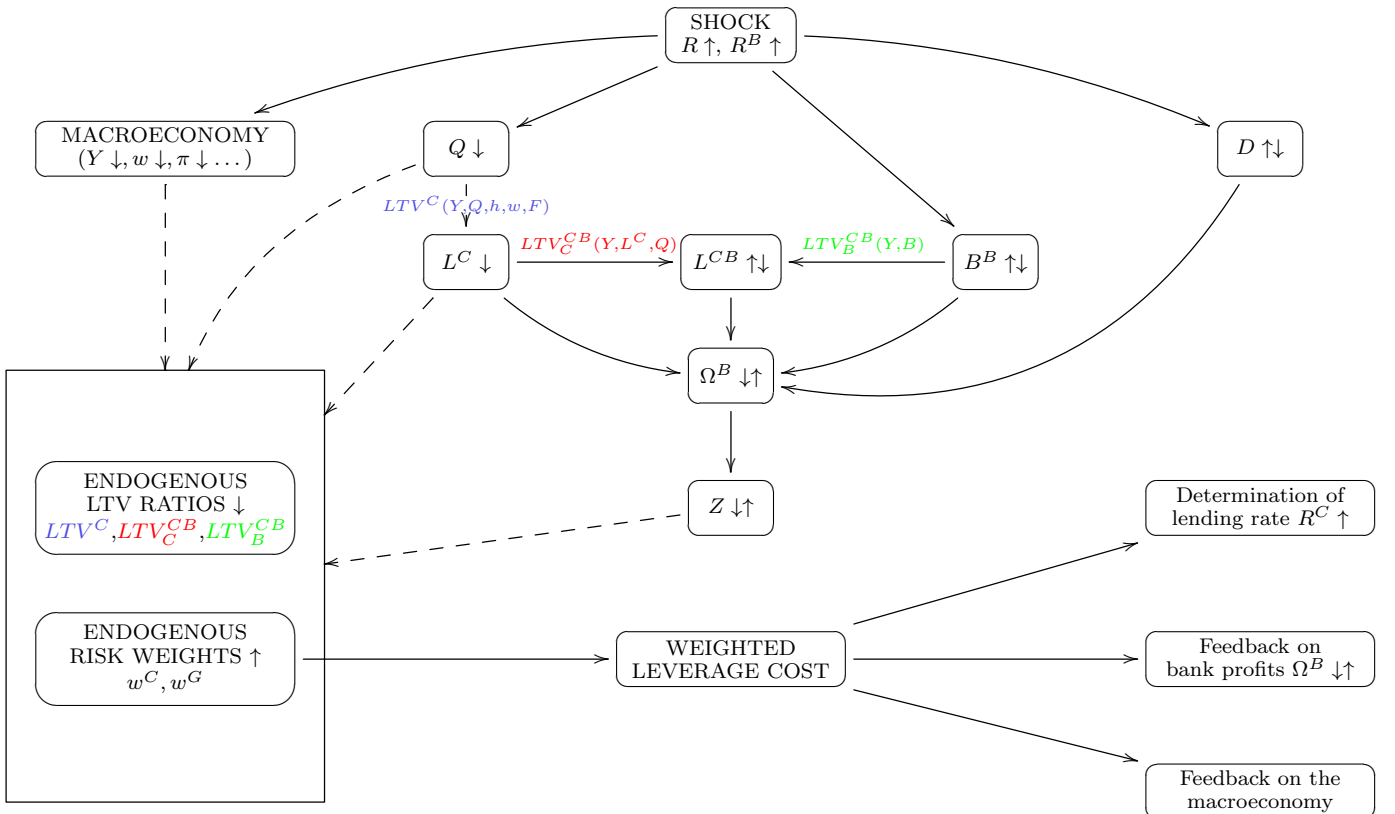 SHOCK
R ↑, R^B ↑
MACROECONOMY
(Y ↓, w ↓, π ↓ ...)
Q ↓
D ↑↓
LTV^C(Y,Q,h,w,F)
L^C ↓
LTV_C^{CB}(Y,L^C,Q)
L^{CB} ↑↓
LTV_B^{CB}(Y,B)
B^B ↑↓
Ω^B ↓↑
ENDOGENOUS
LTV RATIOS ↓
LTV^C,LTV_C^{CB},LTV_B^{CB}
Z ↓↑
Determination of
lending rate R^C ↑
ENDOGENOUS
RISK WEIGHTS ↑
w^C, w^G
WEIGHTED
LEVERAGE COST
Feedback on
bank profits Ω^B ↓↑
Feedback on the
macroeconomy